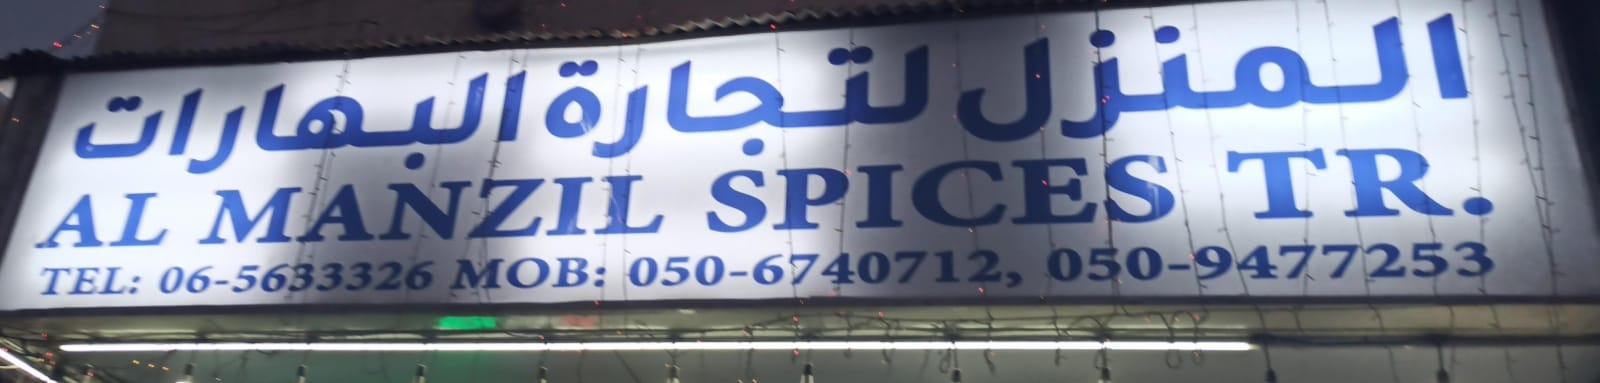 المنزل لتجارة البهارات
AL MANZIL SPICES TR.
TEL: 06-5633326 MOB: 050-6740712, 050-9477253